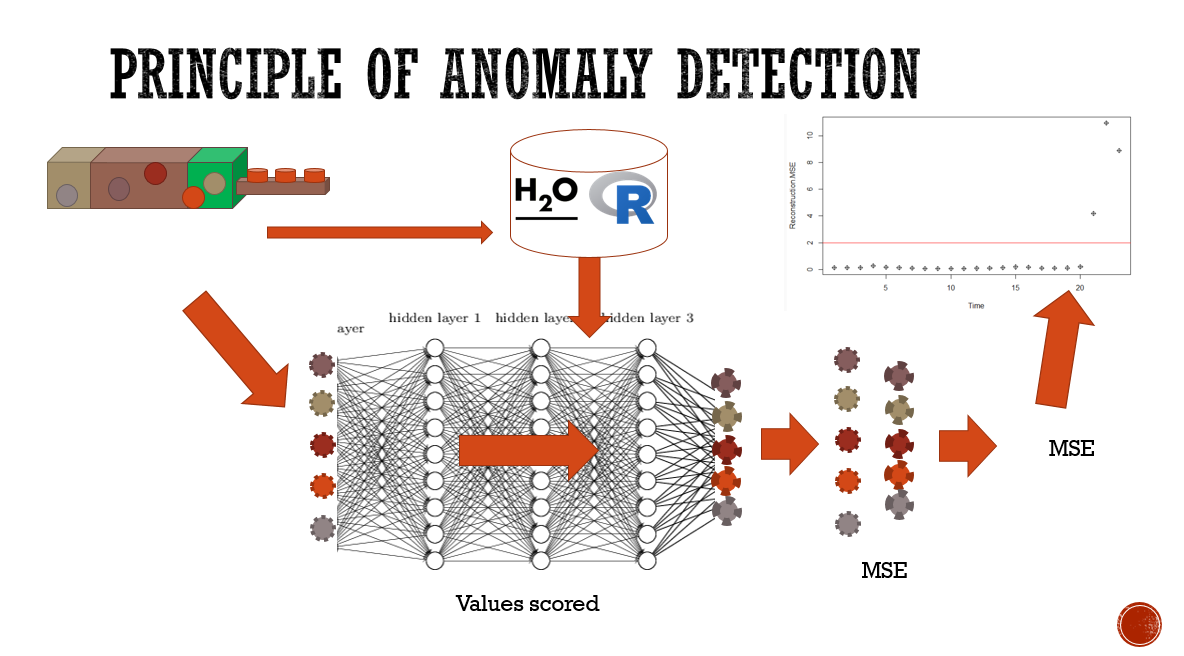 PRINCIPLE OF ANOMALY DETECTION
H2O
R
Reconstruction MSE
0 2 4 6 8 10
5 10 15 20
Time
ayer
hidden layer 1
hidden laye
hidden layer 3
MSE
MSE
Values scored